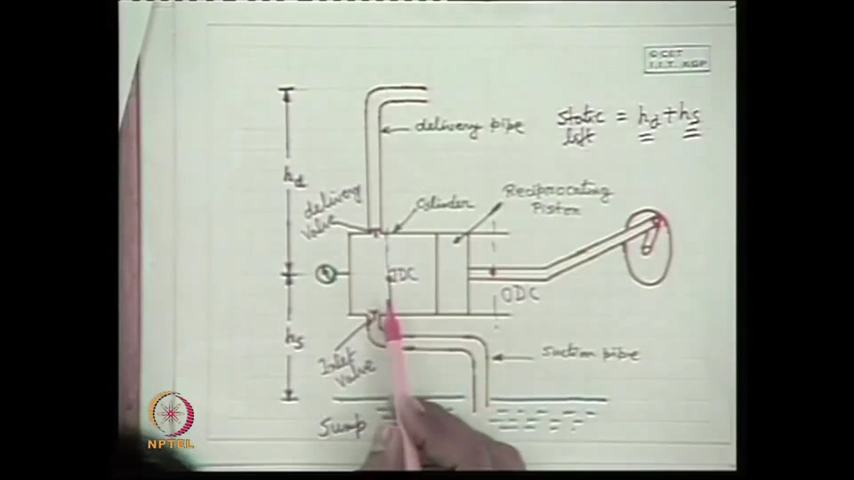 © CET
I.I.T. KGP
delivery pipe
Static = hd + hs
lift
hd
delivery
valve
Cylinder
Reciprocating
Piston
IDC
ODC
hs
Inlet
valve
Suction pipe
Sump
NPTEL